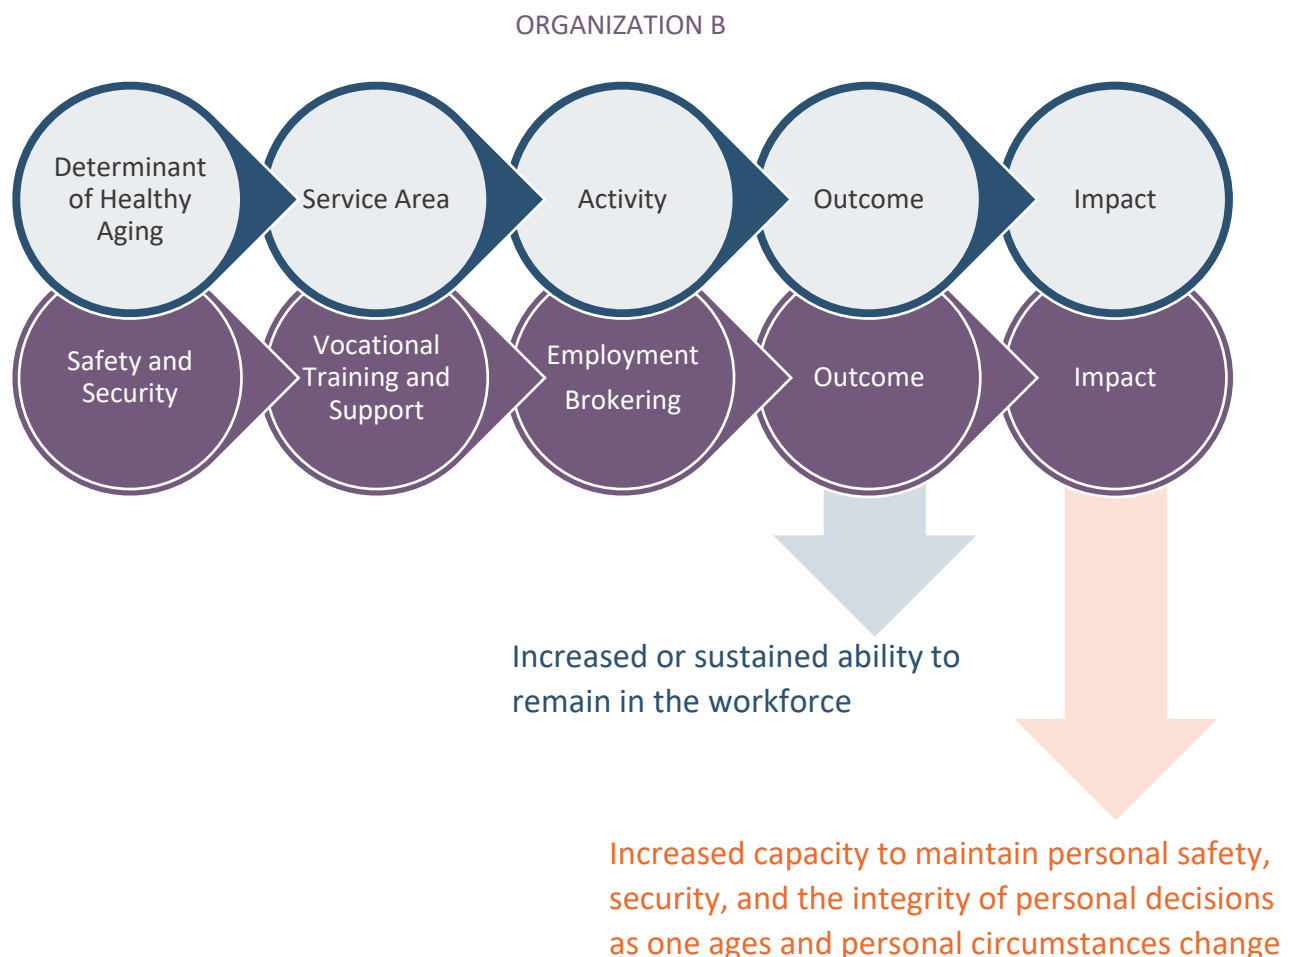 ORGANIZATION B
Determinant
of Healthy
Aging
Service Area
Activity
Outcome
Impact
Safety and
Security
Vocational
Training and
Support
Employment
Brokering
Outcome
Impact
Increased or sustained ability to
remain in the workforce
Increased capacity to maintain personal safety,
security, and the integrity of personal decisions
as one ages and personal circumstances change